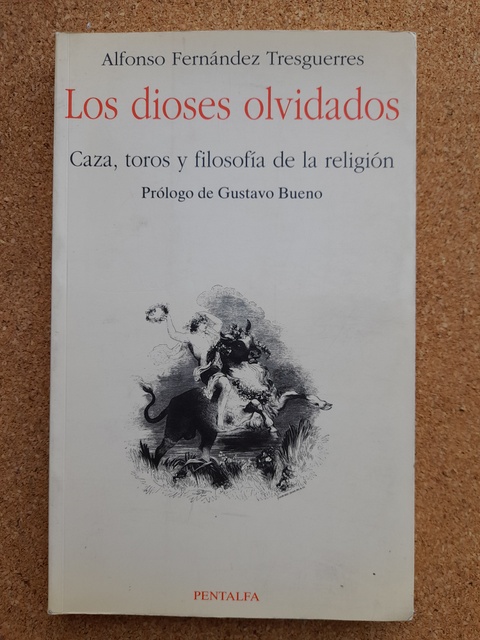 Alfonso Fernández Tresguerres
Los dioses olvidados
Caza, toros y filosofía de la religión
Prólogo de Gustavo Bueno
PENTALFA